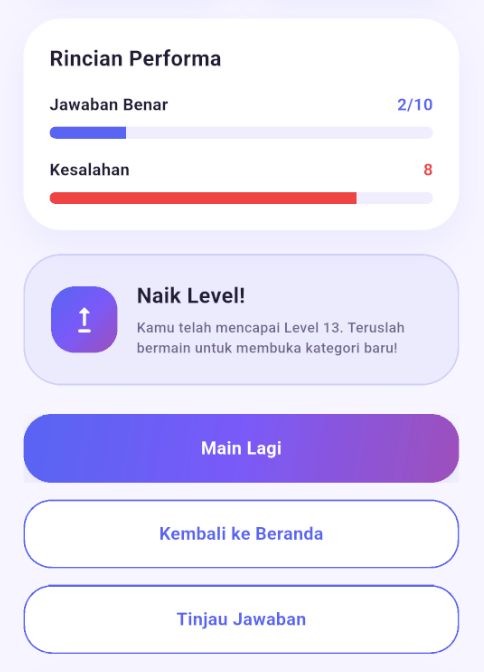 Rincian Performa
Jawaban Benar 2/10
Kesalahan 8
Naik Level!
Kamu telah mencapai Level 13. Teruslah
bermain untuk membuka kategori baru!
Main Lagi
Kembali ke Beranda
Tinjau Jawaban